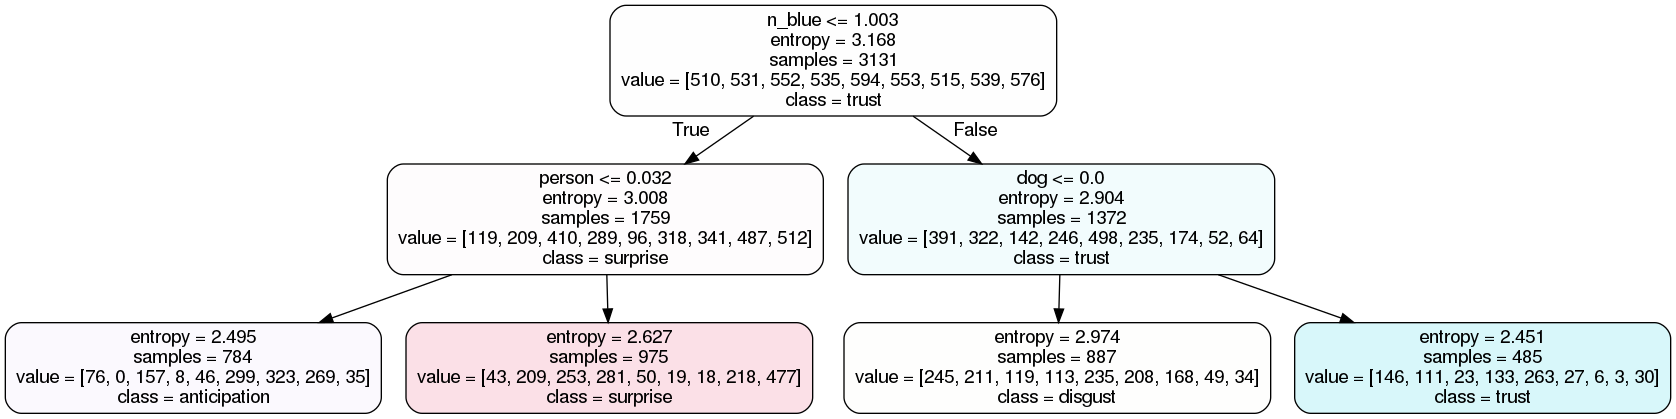 n_blue <= 1.003
entropy = 3.168
samples = 3131
value = [510, 531, 552, 535, 594, 553, 515, 539, 576]
class = trust
True
False
person <= 0.032
entropy = 3.008
samples = 1759
value = [119, 209, 410, 289, 96, 318, 341, 487, 512]
class = surprise
dog <= 0.0
entropy = 2.904
samples = 1372
value = [391, 322, 142, 246, 498, 235, 174, 52, 64]
class = trust
entropy = 2.495
samples = 784
value = [76, 0, 157, 8, 46, 299, 323, 269, 35]
class = anticipation
entropy = 2.627
samples = 975
value = [43, 209, 253, 281, 50, 19, 18, 218, 477]
class = surprise
entropy = 2.974
samples = 887
value = [245, 211, 119, 113, 235, 208, 168, 49, 34]
class = disgust
entropy = 2.451
samples = 485
value = [146, 111, 23, 133, 263, 27, 6, 3, 30]
class = trust